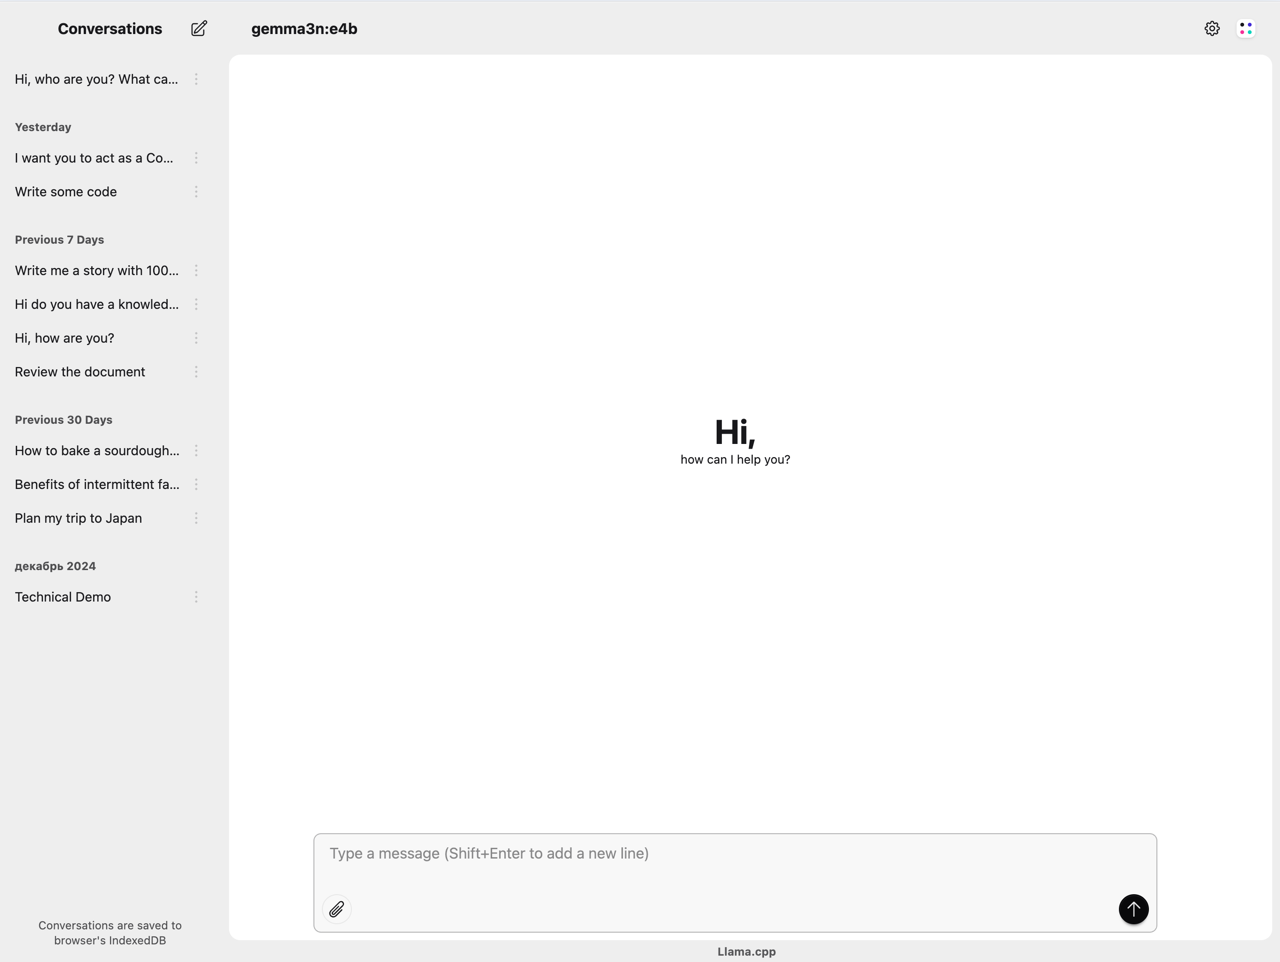 Conversations
gemma3n:e4b
Hi, who are you? What ca...
Yesterday
I want you to act as a Co...
Write some code
Previous 7 Days
Write me a story with 100...
Hi do you have a knowled...
Hi, how are you?
Review the document
Previous 30 Days
How to bake a sourdough...
Benefits of intermittent fa...
Plan my trip to Japan
декабрь 2024
Technical Demo
Conversations are saved to
browser's IndexedDB
Hi,
how can I help you?
Type a message (Shift+Enter to add a new line)
Llama.cpp